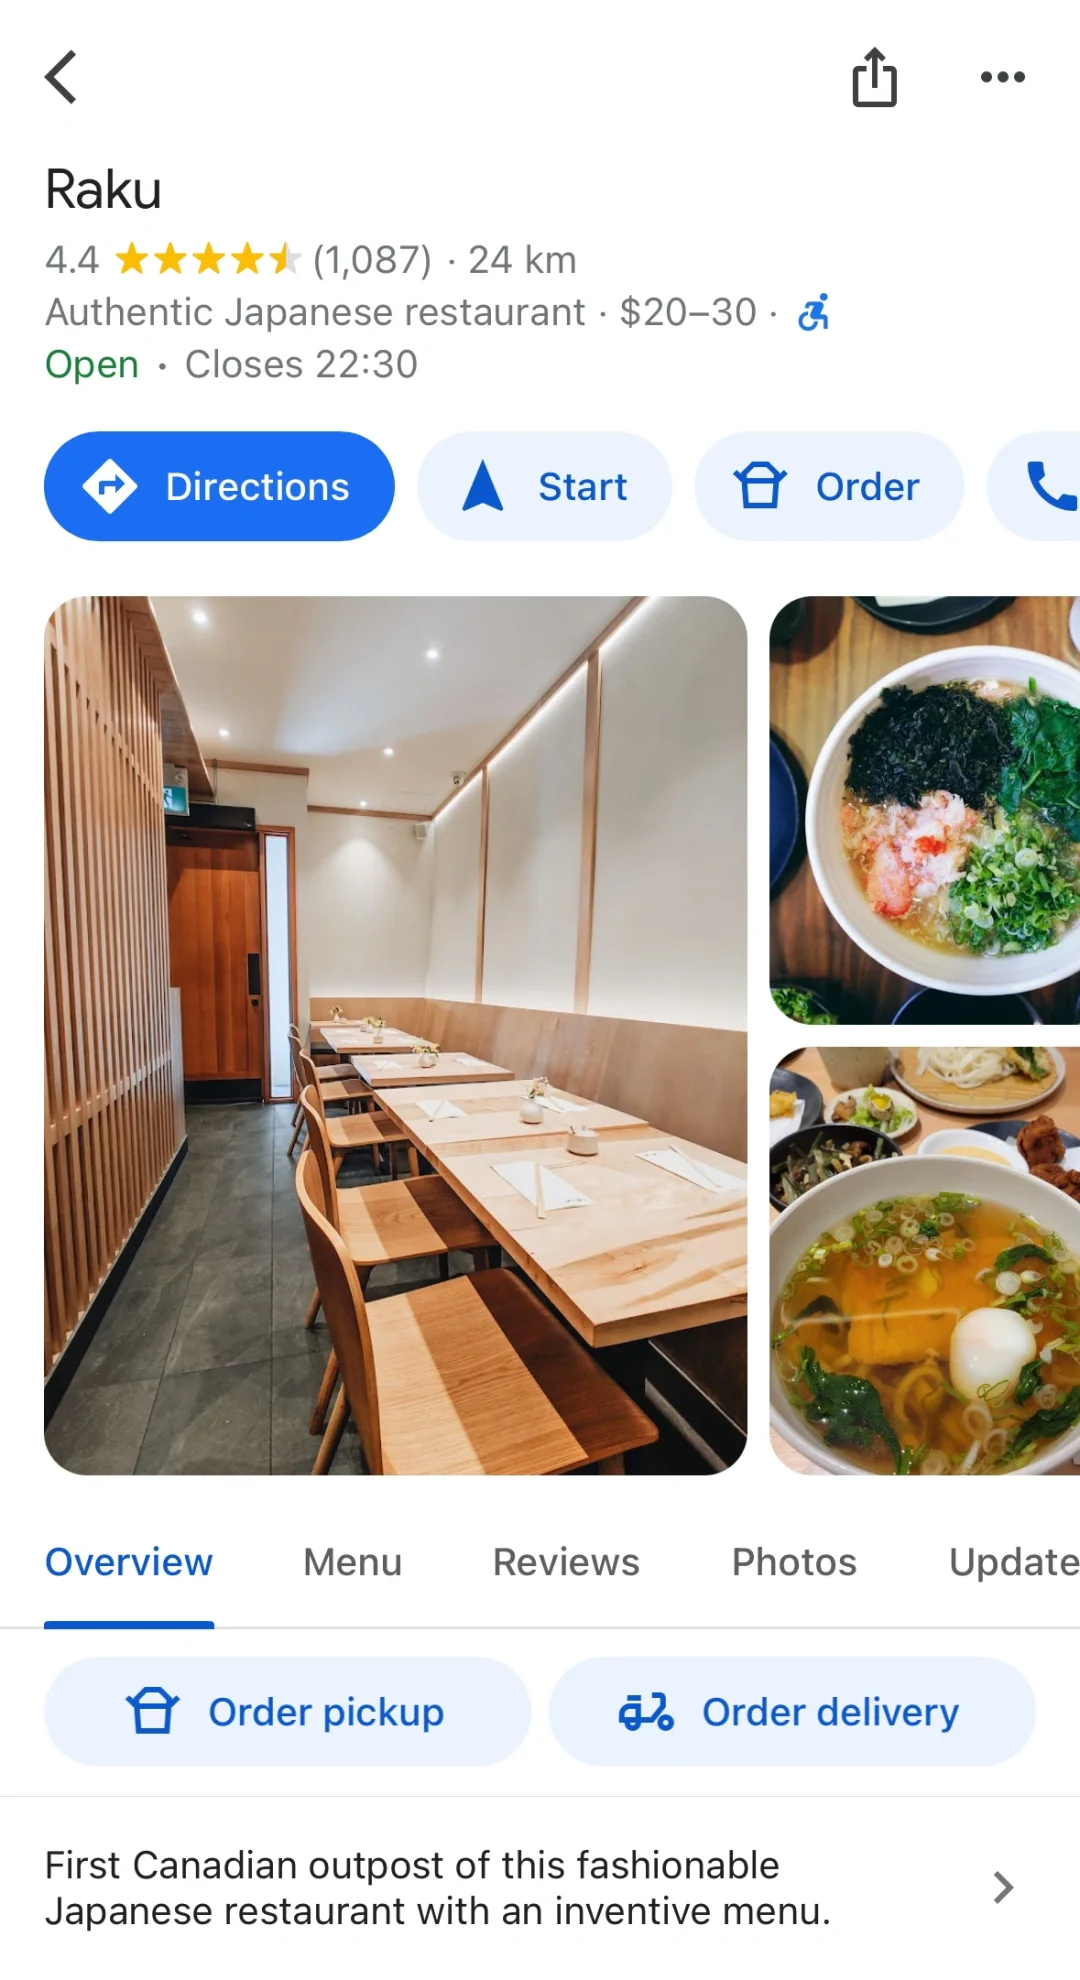 Raku
4.4 (1,087) · 24 km
Authentic Japanese restaurant · $20–30 ·
Open · Closes 22:30
Directions
Start
Order
Overview
Menu
Reviews
Photos
Update
Order pickup
Order delivery
First Canadian outpost of this fashionable
Japanese restaurant with an inventive menu.